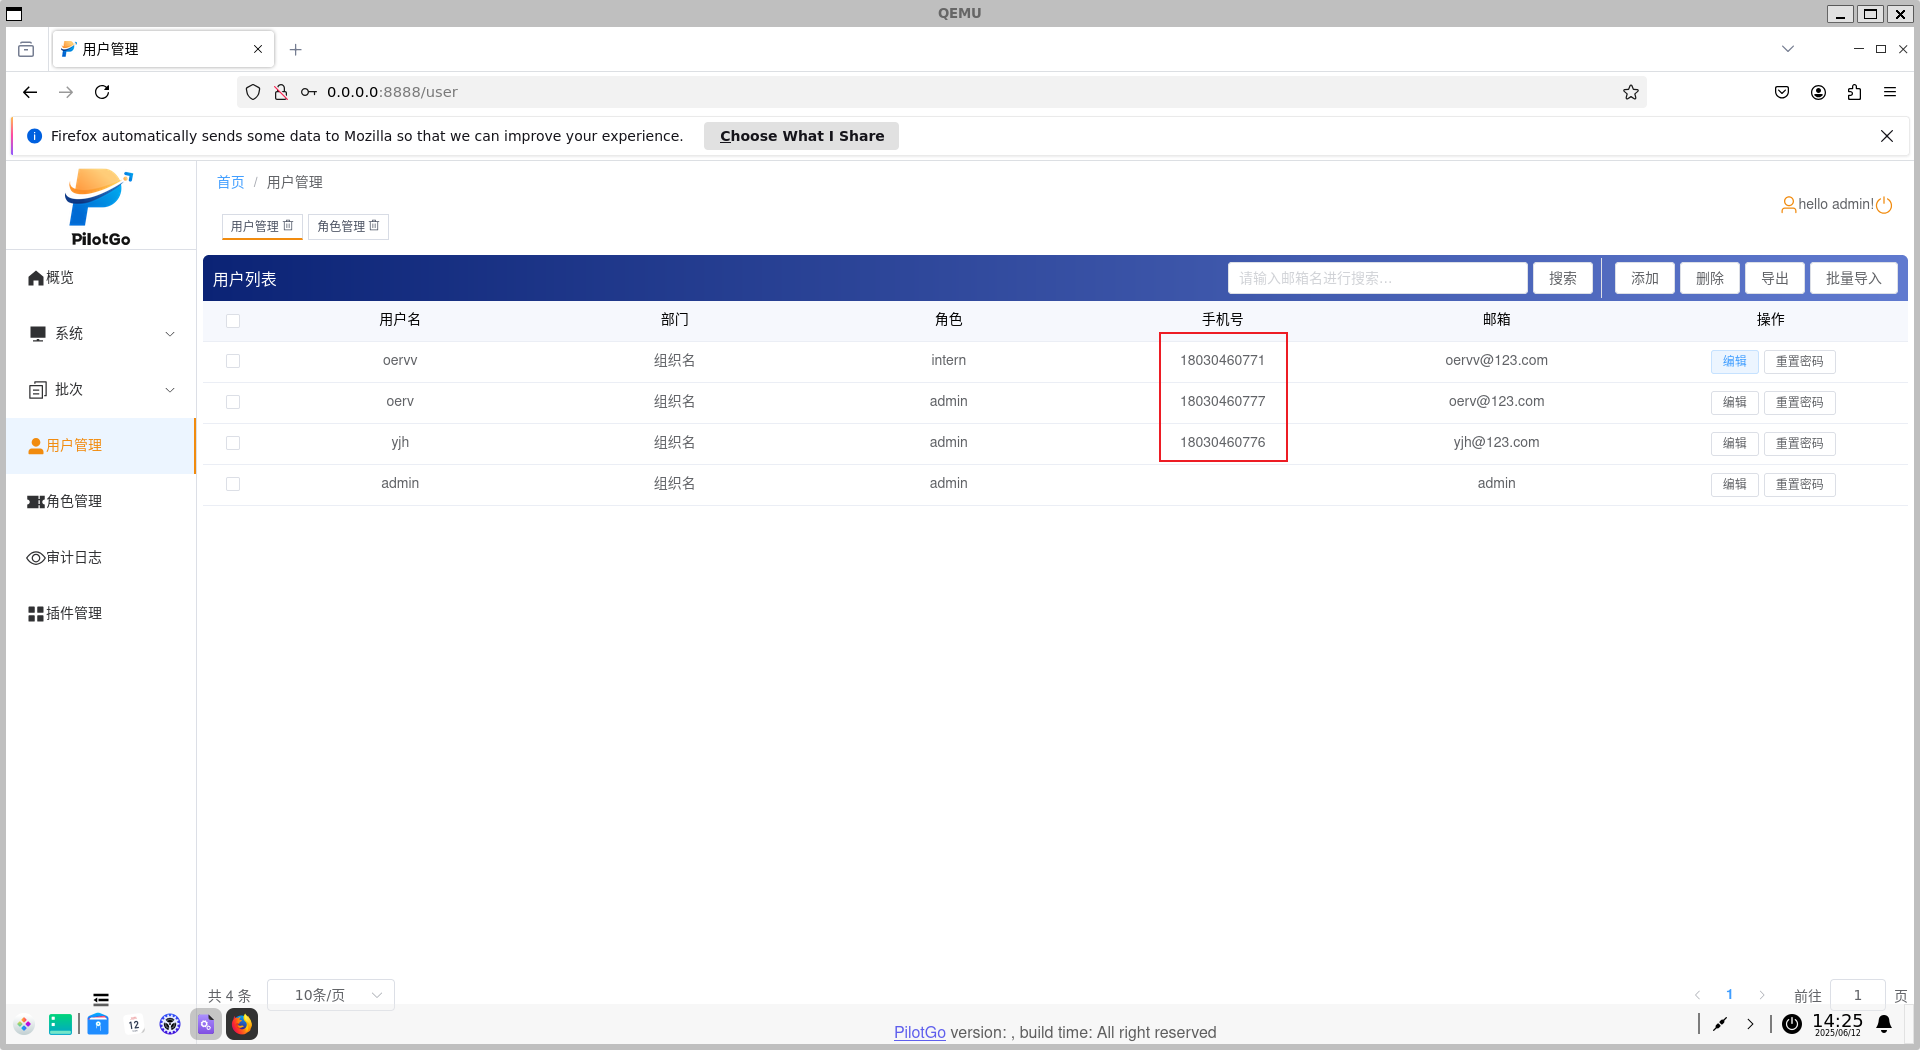 QEMU
用户管理
0.0.0.0:8888/user
Firefox automatically sends some data to Mozilla so that we can improve your experience. Choose What I Share
PilotGo
首页 / 用户管理
hello admin!
用户管理 角色管理
概览
系统
批次
用户管理
角色管理
审计日志
插件管理
用户列表 请输入邮箱名进行搜索... 搜索 添加 删除 导出 批量导入
用户名 部门 角色 手机号 邮箱 操作
oervv 组织名 intern 18030460771 oervv@123.com 编辑 重置密码
oerv 组织名 admin 18030460777 oerv@123.com 编辑 重置密码
yjh 组织名 admin 18030460776 yjh@123.com 编辑 重置密码
admin 组织名 admin admin 编辑 重置密码
共 4 条 10条/页 1 前往 1 页
12
PilotGo version: , build time: All right reserved
14:25
2025/06/12